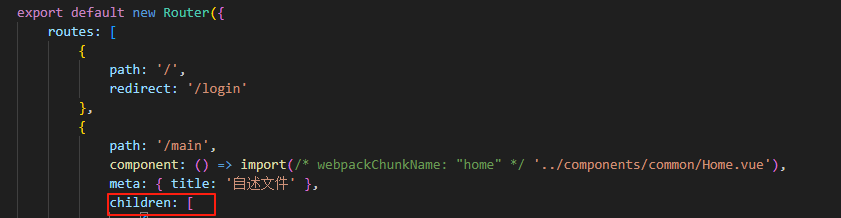 export default new Router({
routes: [
{
path: '/',
redirect: '/login'
},
{
path: '/main',
component: () => import(/* webpackChunkName: "home" */ '../components/common/Home.vue'),
meta: { title: '自述文件' },
children: [